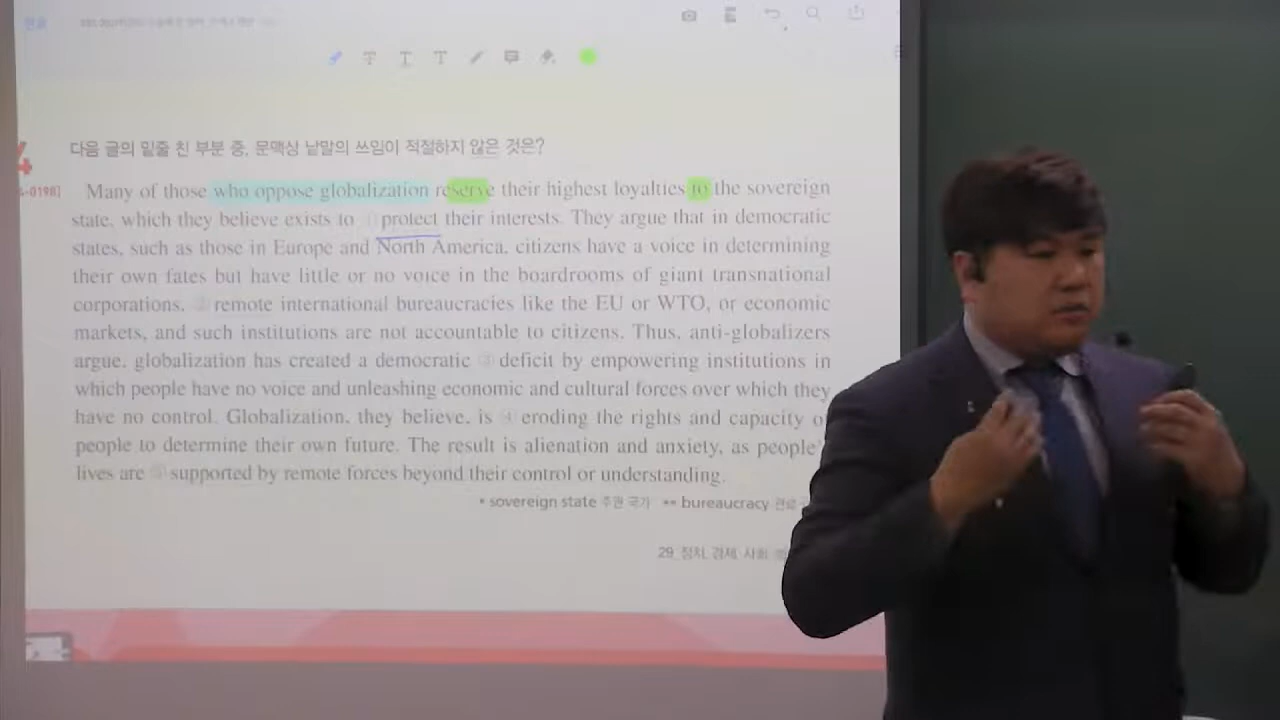 다음 글의 밑줄 친 부분 중, 문맥상 낱말의 쓰임이 적절하지 않은 것은?
4-0198]
Many of those who oppose globalization reserve their highest loyalties to the sovereign
state, which they believe exists to ① protect their interests. They argue that in democratic
states, such as those in Europe and North America, citizens have a voice in determining
their own fates but have little or no voice in the boardrooms of giant transnational
corporations, ② remote international bureaucracies like the EU or WTO, or economic
markets, and such institutions are not accountable to citizens. Thus, anti-globalizers
argue, globalization has created a democratic ③ deficit by empowering institutions in
which people have no voice and unleashing economic and cultural forces over which they
have no control. Globalization, they believe, is ④ eroding the rights and capacity o
people to determine their own future. The result is alienation and anxiety, as people'
lives are ⑤ supported by remote forces beyond their control or understanding.
* sovereign state 주권 국가 ** bureaucracy 관료
29 정치, 경제, 사회